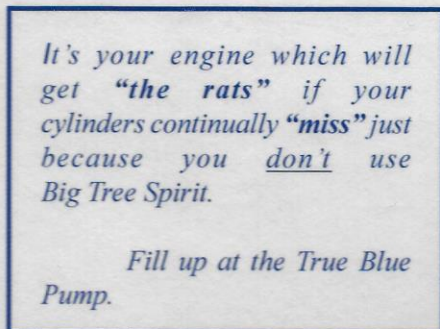 It's your engine which will
get “the rats” if your
cylinders continually “miss” just
because you don't use
Big Tree Spirit.
Fill up at the True Blue
Pump.